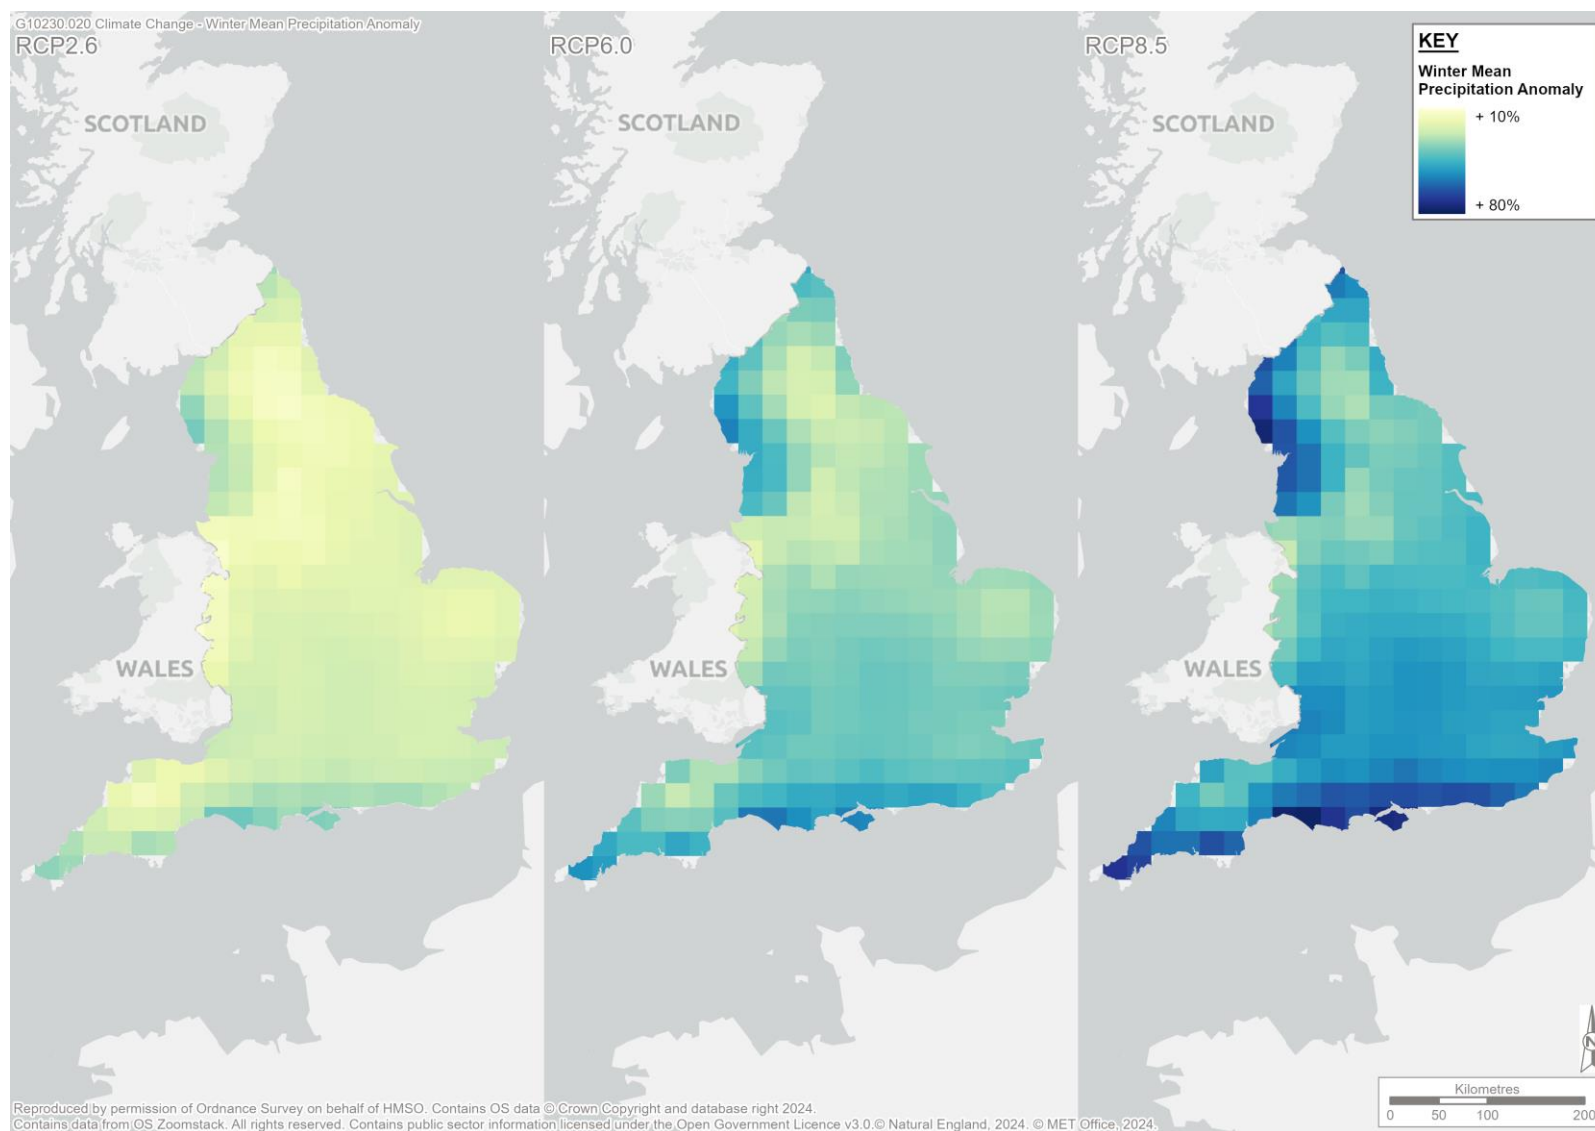 G10230.020 Climate Change - Winter Mean Precipitation Anomaly
RCP2.6
RCP6.0
RCP8.5
KEY
Winter Mean
Precipitation Anomaly
+ 10%
+ 80%
SCOTLAND
SCOTLAND
SCOTLAND
WALES
WALES
WALES
N
Kilometres
0 50 100 200
Reproduced by permission of Ordnance Survey on behalf of HMSO. Contains OS data © Crown Copyright and database right 2024.
Contains data from OS Zoomstack. All rights reserved. Contains public sector information licensed under the Open Government Licence v3.0.© Natural England, 2024. © MET Office, 2024.